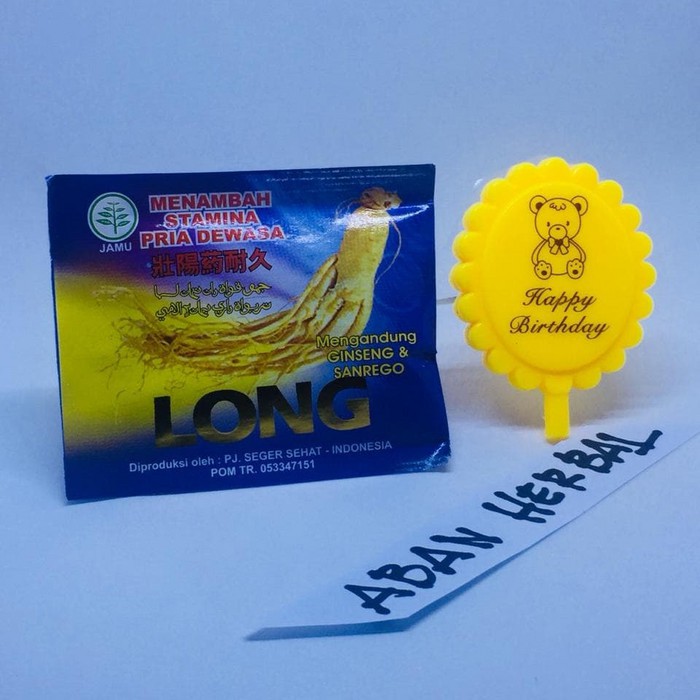 JAMU
MENAMBAH
STAMINA
PRIA DEWASA
壯陽药耐久
Mengandung
GINSENG &
SANREGO
LONG
Diproduksi oleh : PJ. SEGER SEHAT - INDONESIA
POM TR. 053347151
Happy
Birthday
ABAN HERBAL